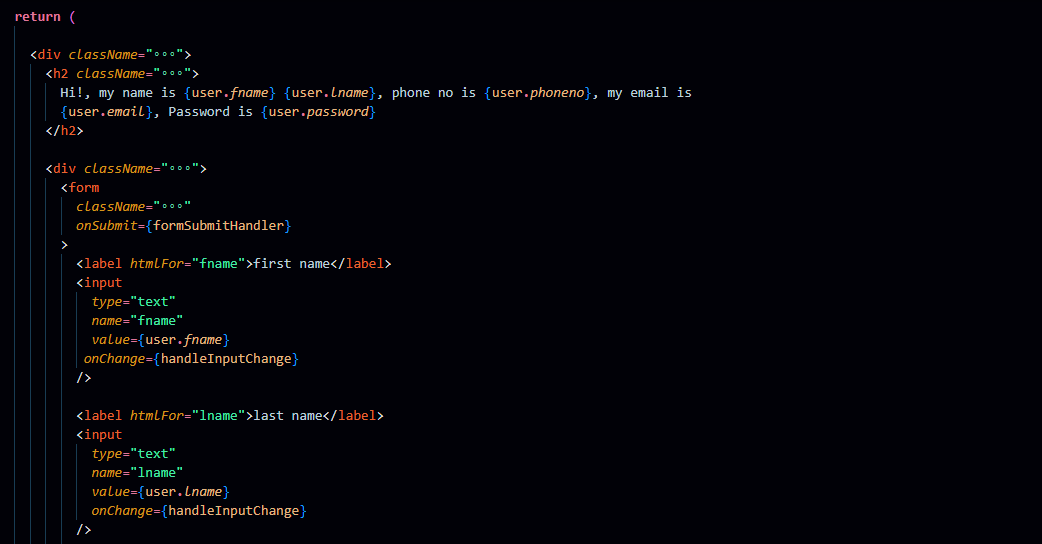 return (
<div className="∘∘∘">
<h2 className="∘∘∘">
Hi!, my name is {user.fname} {user.lname}, phone no is {user.phoneno}, my email is
{user.email}, Password is {user.password}
</h2>
<div className="∘∘∘">
<form
className="∘∘∘"
onSubmit={formSubmitHandler}
>
<label htmlFor="fname">first name</label>
<input
type="text"
name="fname"
value={user.fname}
onChange={handleInputChange}
/>
<label htmlFor="lname">last name</label>
<input
type="text"
name="lname"
value={user.lname}
onChange={handleInputChange}
/>